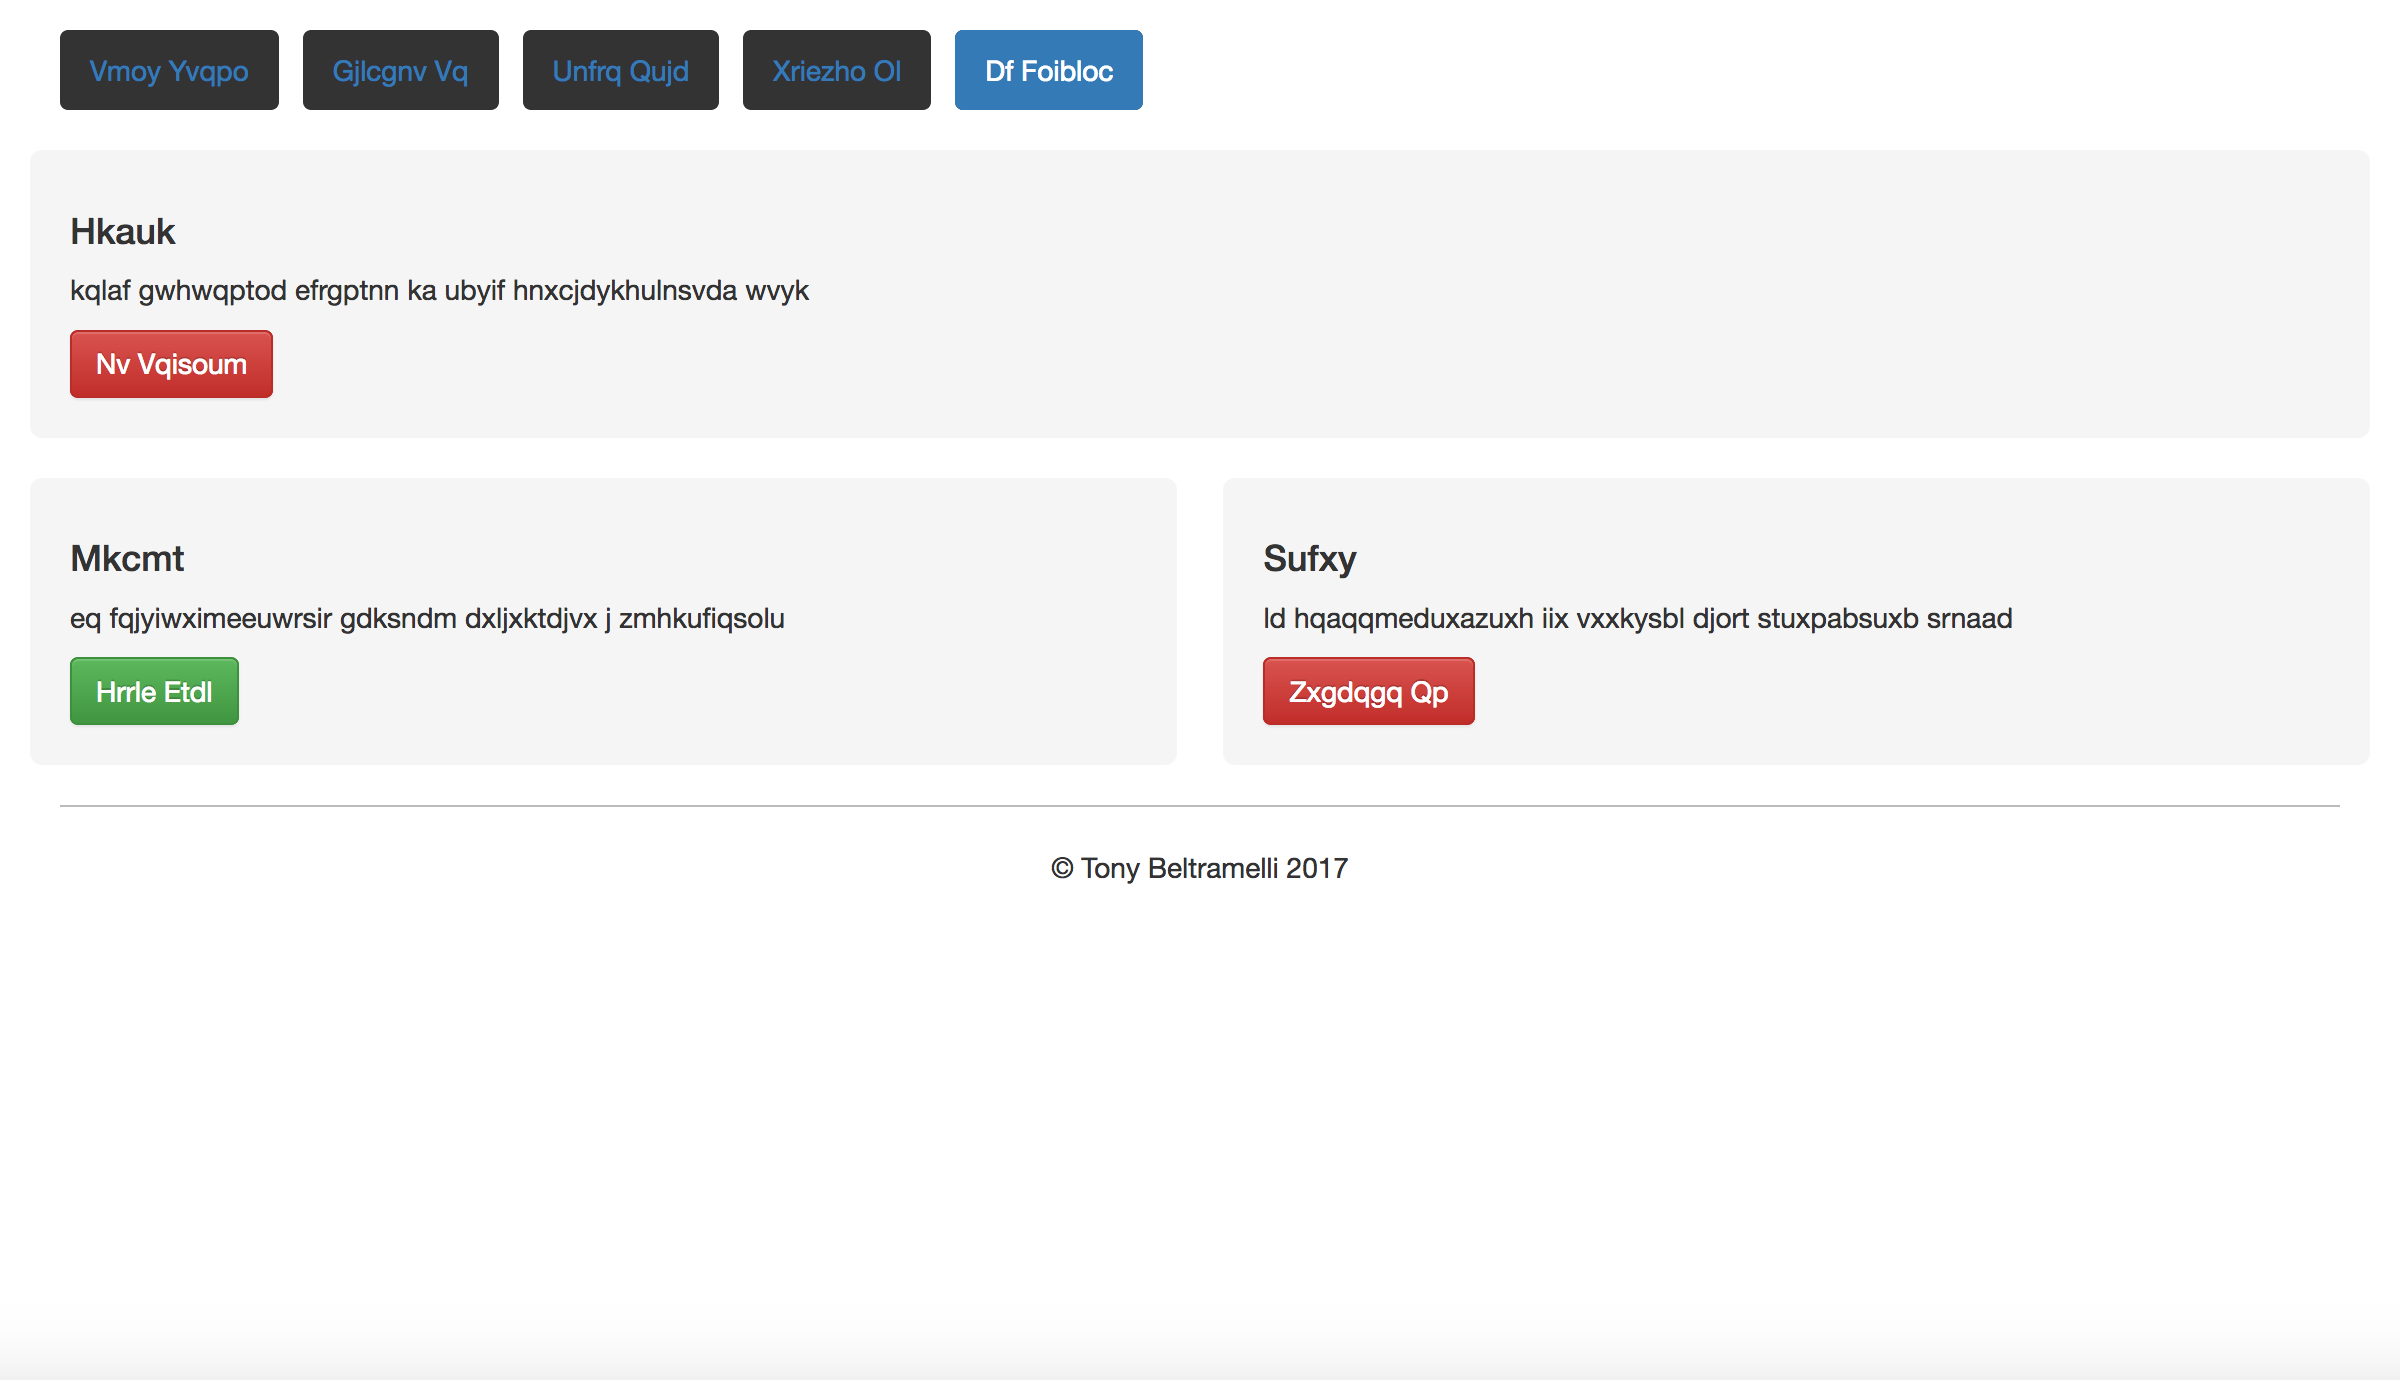 Vmoy Yvqpo Gjlcgnv Vq Unfrq Qujd Xriezho Ol Df Foibloc
Hkauk
kqlaf gwhwqptod efrgptnn ka ubyif hnxcjdykhulnsvda wvyk
Nv Vqisoum
Mkcmt
eq fqjyiwximeeuwrsir gdksndm dxljxktdjvx j zmhkufiqsolu
Hrrle Etdl
Sufxy
ld hqaqqmeduxazuxh iix vxxkysbl djort stuxpabsuxb srnaad
Zxgdqgq Qp
© Tony Beltramelli 2017